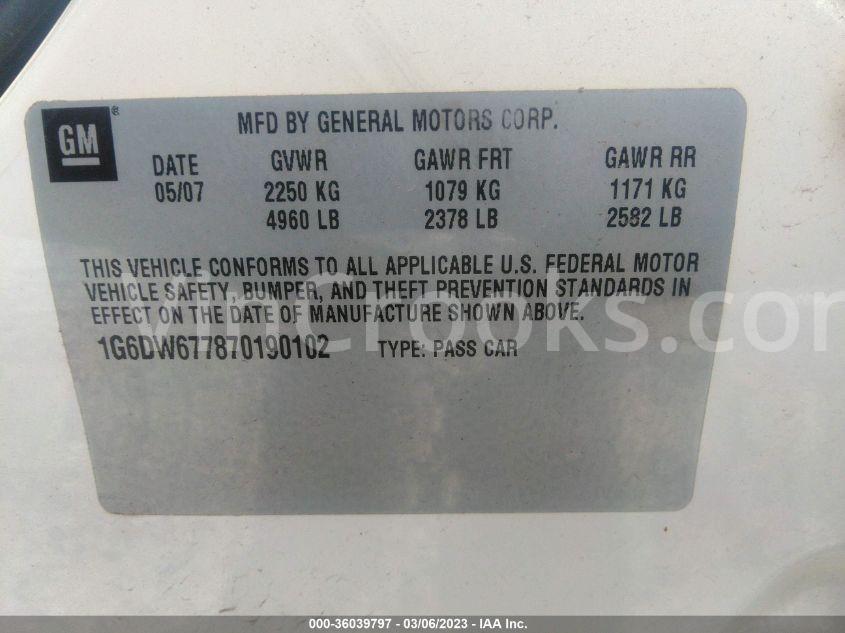 GM®
MFD BY GENERAL MOTORS CORP.
DATE GVWR GAWR FRT GAWR RR
05/07 2250 KG 1079 KG 1171 KG
4960 LB 2378 LB 2582 LB
THIS VEHICLE CONFORMS TO ALL APPLICABLE U.S. FEDERAL MOTOR
VEHICLE SAFETY, BUMPER, AND THEFT PREVENTION STANDARDS IN
EFFECT ON THE DATE OF MANUFACTURE SHOWN ABOVE.
VinCrooks.com
1G6DW677870190102 TYPE: PASS CAR
000-36039797 - 03/06/2023 - IAA Inc.